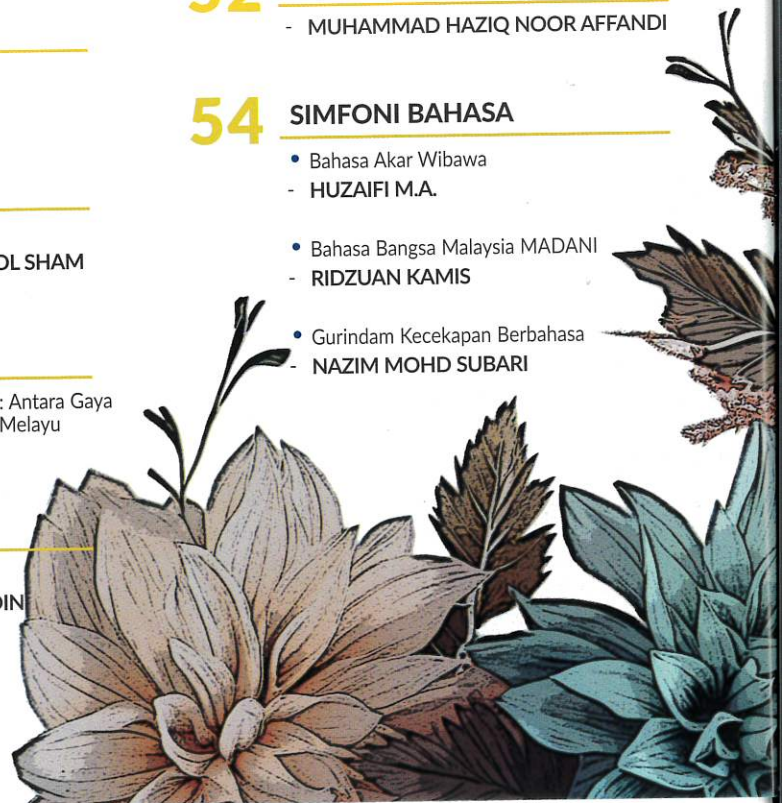 OL SHAM
: Antara Gaya
Melayu
DIN
52
- MUHAMMAD HAZIQ NOOR AFFANDI
54 SIMFONI BAHASA
• Bahasa Akar Wibawa
- HUZAIFI M.A.
• Bahasa Bangsa Malaysia MADANI
- RIDZUAN KAMIS
• Gurindam Kecekapan Berbahasa
- NAZIM MOHD SUBARI